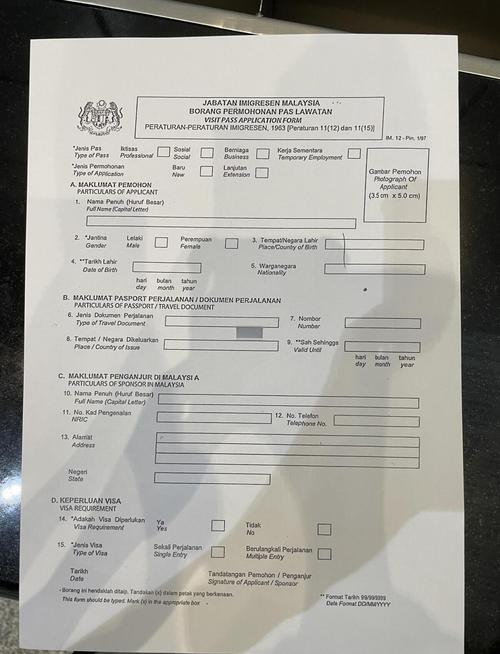 JABATAN IMIGRESEN MALAYSIA
BORANG PERMOHONAN PAS LAWATAN
VISIT PASS APPLICATION FORM
PERATURAN-PERATURAN IMIGRESEN, 1963 [Peraturan 11(12) dan 11(15)]
IM. 12 - Pin. 1/97
*Jenis Pas Iktisas Sosial Berniaga Kerja Sementara
Type of Pass Professional Social Business Temporary Employment
*Jenis Permohonan Baru Lanjutan
Type of Application New Extension
Gambar Pemohon
Photograph Of
Applicant
(3.5 cm x 5.0 cm)
A. MAKLUMAT PEMOHON
PARTICULARS OF APPLICANT
1. Nama Penuh (Huruf Besar)
Full Name (Capital Letter)
2. *Jantina Lelaki Perempuan 3. Tempat/Negara Lahir
Gender Male Female Place/Country of Birth
4. **Tarikh Lahir 5. Warganegara
Date of Birth Nationality
hari bulan tahun
day month year
B. MAKLUMAT PASPORT PERJALANAN / DOKUMEN PERJALANAN
PARTICULARS OF PASSPORT / TRAVEL DOCUMENT
6. Jenis Dokumen Perjalanan 7. Nombor
Type of Travel Document Number
8. Tempat / Negara Dikeluarkan 9. **Sah Sehingga
Place / Country of Issue Valid Until
hari bulan tahun
day month year
C. MAKLUMAT PENGANJUR DI MALAYSIA
PARTICULARS OF SPONSOR IN MALAYSIA
10. Nama Penuh (Huruf Besar)
Full Name (Capital Letter)
11. No. Kad Pengenalan 12. No. Telefon
NRIC Telephone No.
13. Alamat
Address
Negeri
State
D. KEPERLUAN VISA
VISA REQUIREMENT
14. *Adakah Visa Diperlukan Ya Tidak
Visa Requirement Yes No
15. *Jenis Visa Sekali Perjalanan Berulangkali Perjalanan
Type of Visa Single Entry Multiple Entry
Tarikh Tandatangan Pemohon / Penganjur
Date Signature of Applicant / Sponsor
- Borang ini hendaklah ditaip. Tandakan (x) dalam petak yang berkenaan. ** Format Tarikh 99/99/9999
This form should be typed. Mark (x) in the appropriate box Date Format DD/MM/YYYY